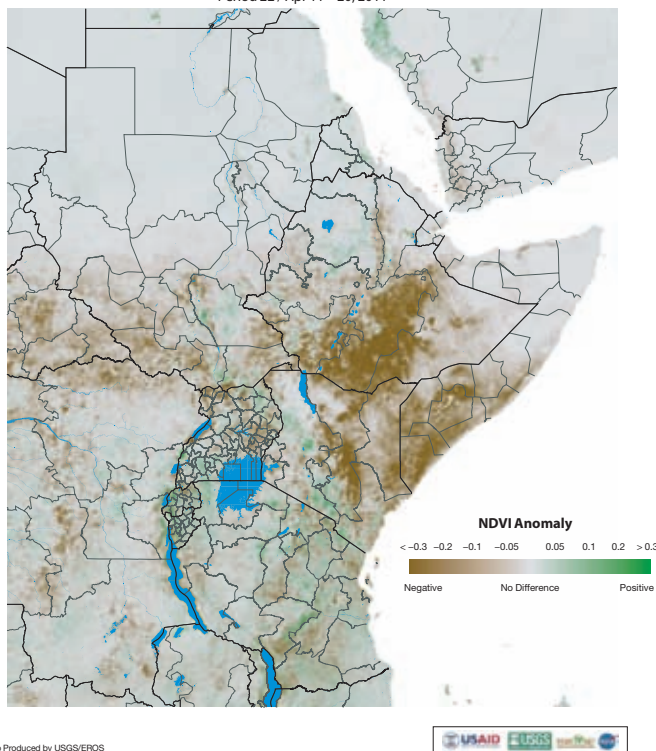 NDVI Anomaly
< -0.3 -0.2 -0.1 -0.05 0.05 0.1 0.2 > 0.3
Negative No Difference Positive
Produced by USGS/EROS
USAID USGS